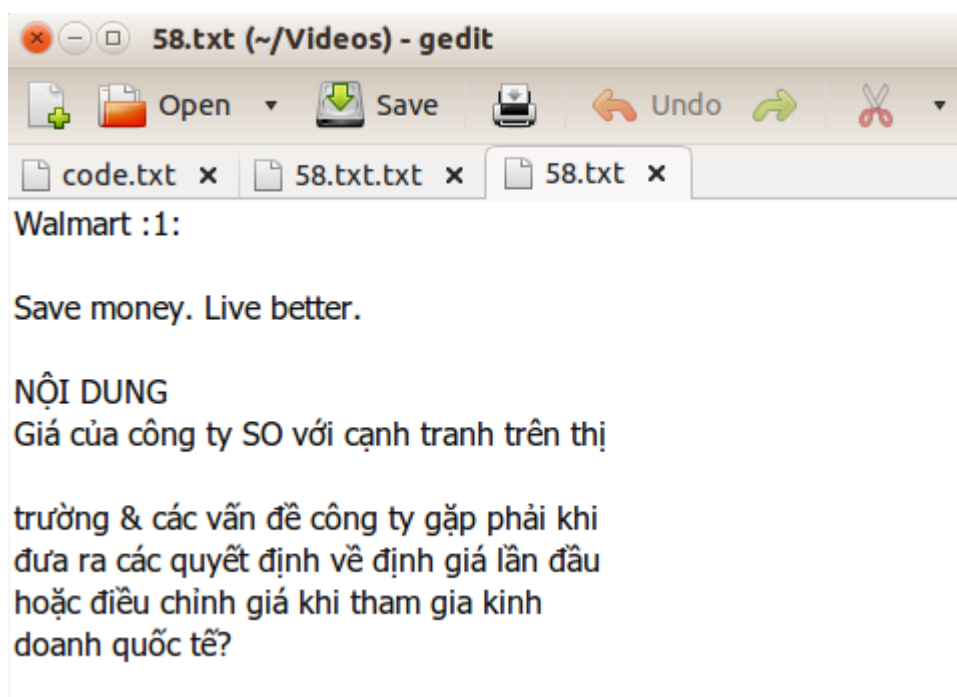 58.txt (~/Videos) - gedit
Open Save Undo
code.txt 58.txt.txt 58.txt
Walmart :1:
Save money. Live better.
NỘI DUNG
Giá của công ty SO với cạnh tranh trên thị
trường & các vấn đề công ty gặp phải khi
đưa ra các quyết định về định giá lần đầu
hoặc điều chỉnh giá khi tham gia kinh
doanh quốc tế?